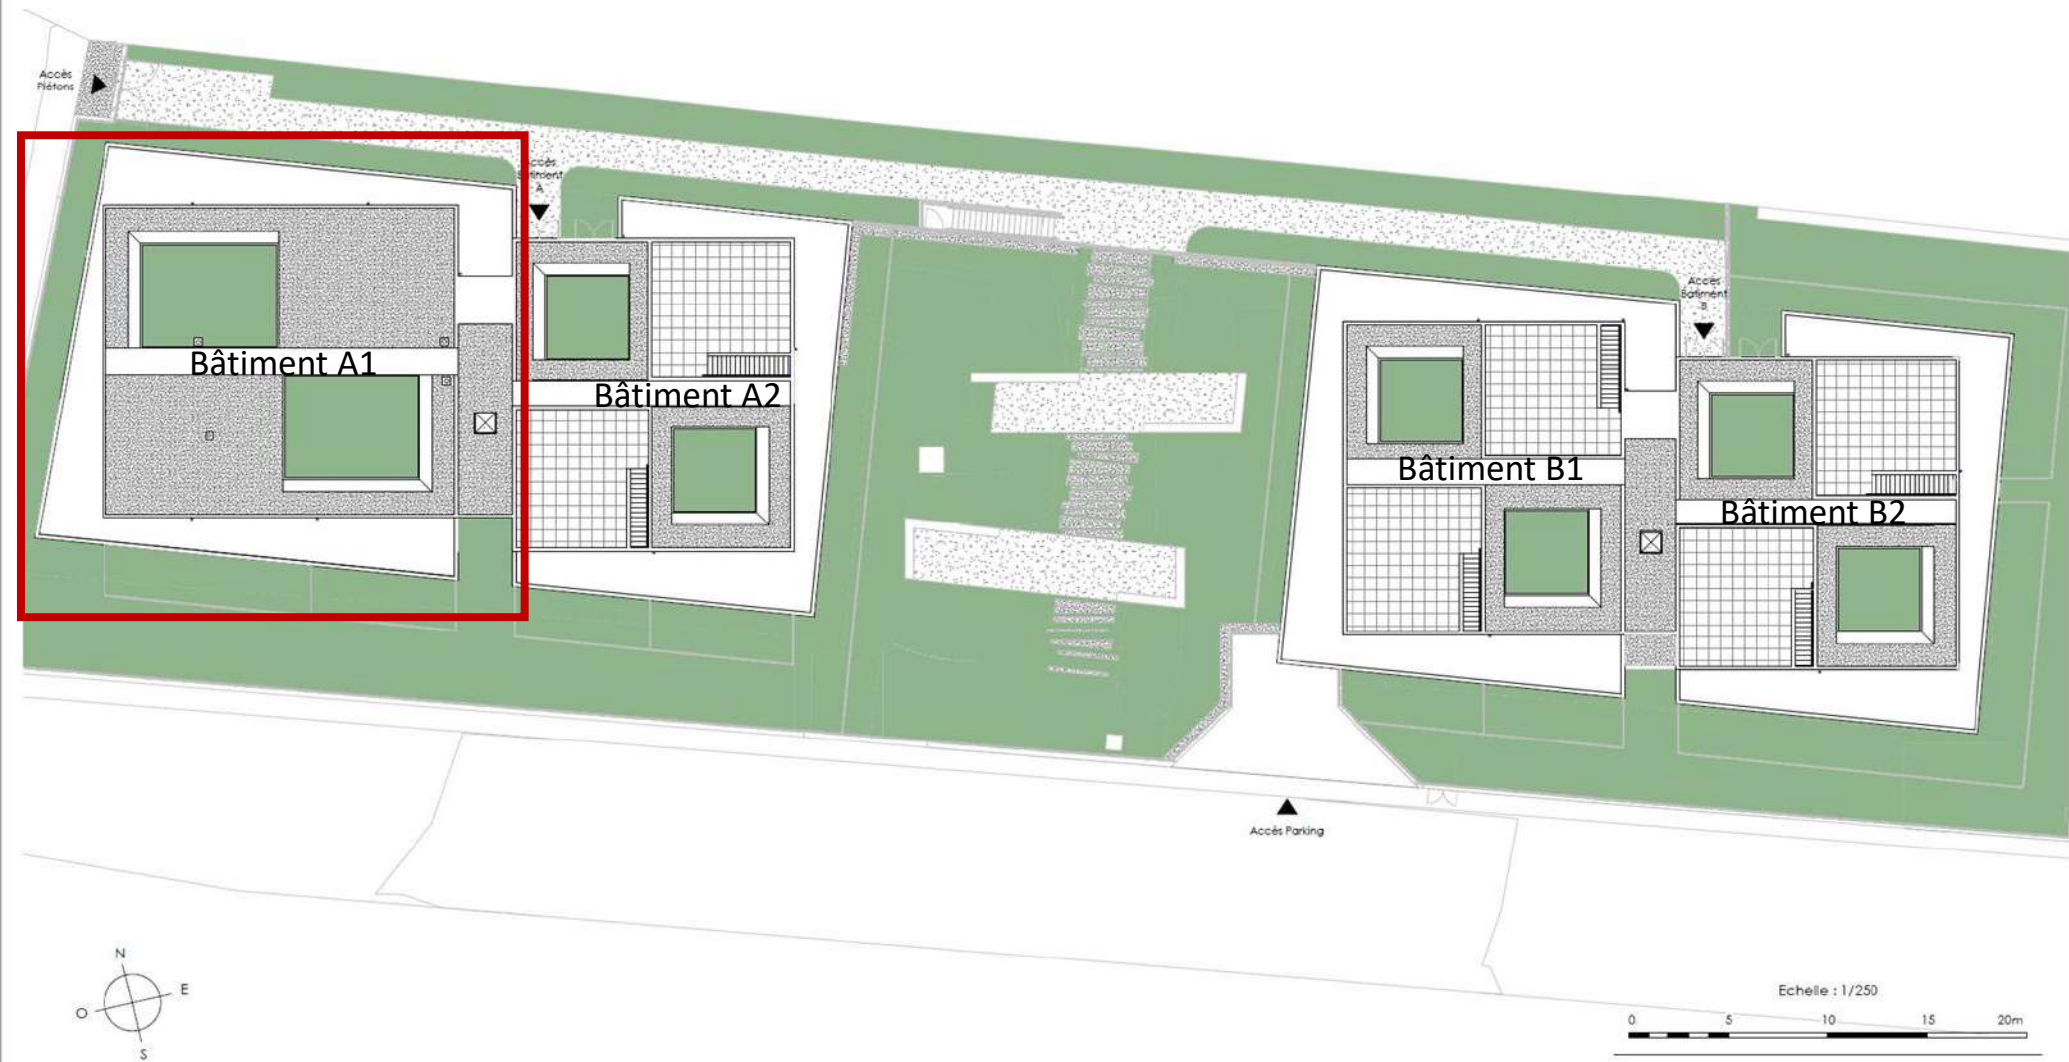 Accès
Piétons
Accès
Bâtiment
A
Accès
Bâtiment
B
Bâtiment A1
Bâtiment A2
Bâtiment B1
Bâtiment B2
Accès Parking
N
E
O
S
Echelle : 1/250
0 5 10 15 20m